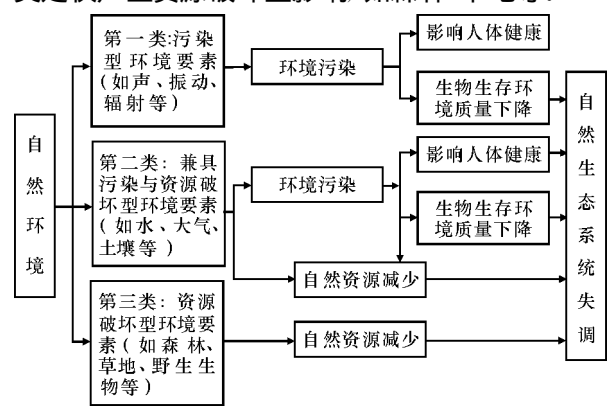 自
然
环
境
第一类:污染
型环境要素
(如声、振动、
辐射等)
环境污染
影响人体健康
生物生存环
境质量下降
第二类: 兼具
污染与资源破
坏型环境要素
(如水、大气、
土壤等)
环境污染
影响人体健康
生物生存环
境质量下降
自然资源减少
第三类: 资源
破坏型环境要
素(如森林、
草地、野生生
物等)
自然资源减少
自
然
生
态
系
统
失
调